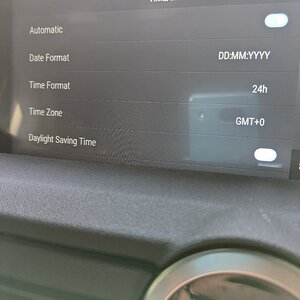 Automatic
Date Format DD:MM:YYYY
Time Format 24h
Time Zone GMT+0
Daylight Saving Time